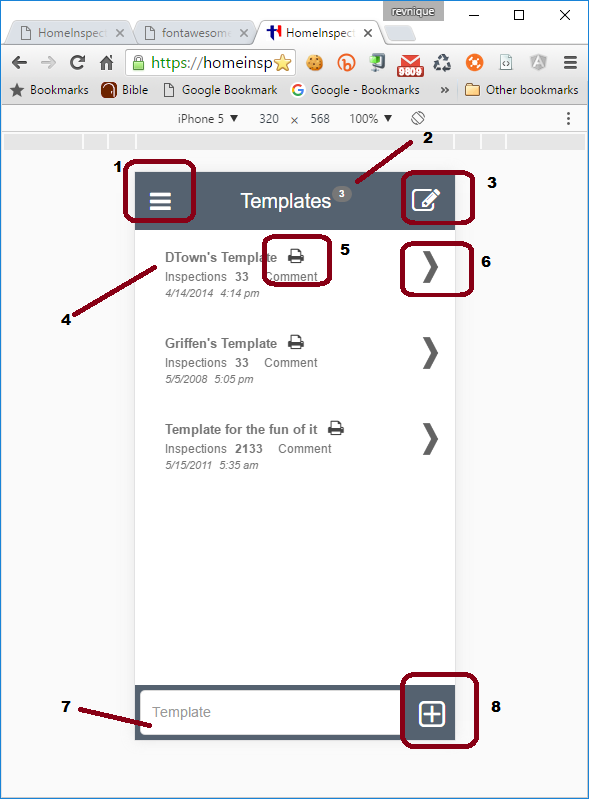 revnique
HomeInspect
fontawesome
HomeInspect
https://homeinsp
9809
Bookmarks Bible Google Bookmark Google - Bookmarks » Other bookmarks
iPhone 5 ▼ 320 × 568 100% ▼
1
2
Templates 3
3
DTown's Template
5
Inspections 33 Comment
6
4/14/2014 4:14 pm
4
Griffen's Template
Inspections 33 Comment
5/5/2008 5:05 pm
Template for the fun of it
Inspections 2133 Comment
5/15/2011 5:35 am
7
Template
8